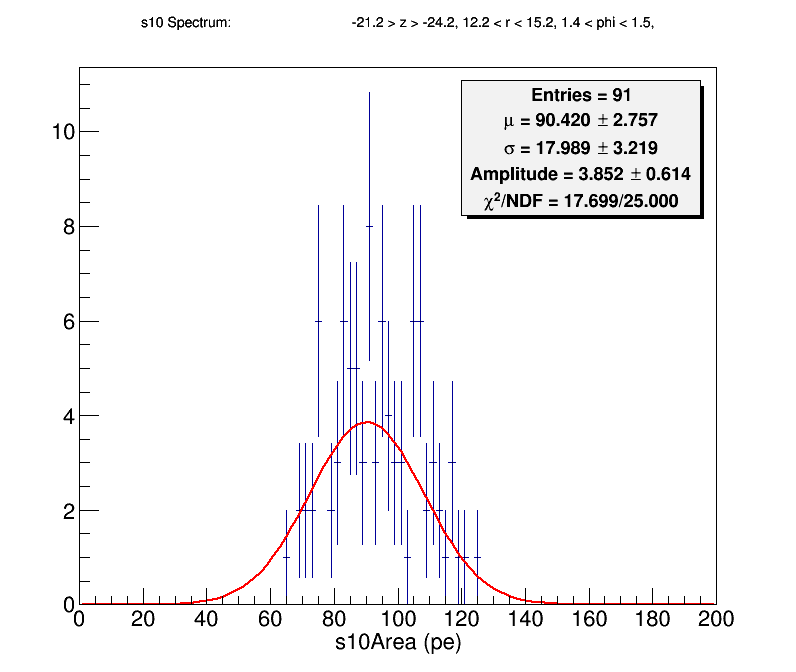 s10 Spectrum: -21.2 > z > -24.2, 12.2 < r < 15.2, 1.4 < phi < 1.5,
Entries = 91
μ = 90.420 ± 2.757
σ = 17.989 ± 3.219
Amplitude = 3.852 ± 0.614
χ²/NDF = 17.699/25.000
10
8
6
4
2
0
0 20 40 60 80 100 120 140 160 180 200
s10Area (pe)